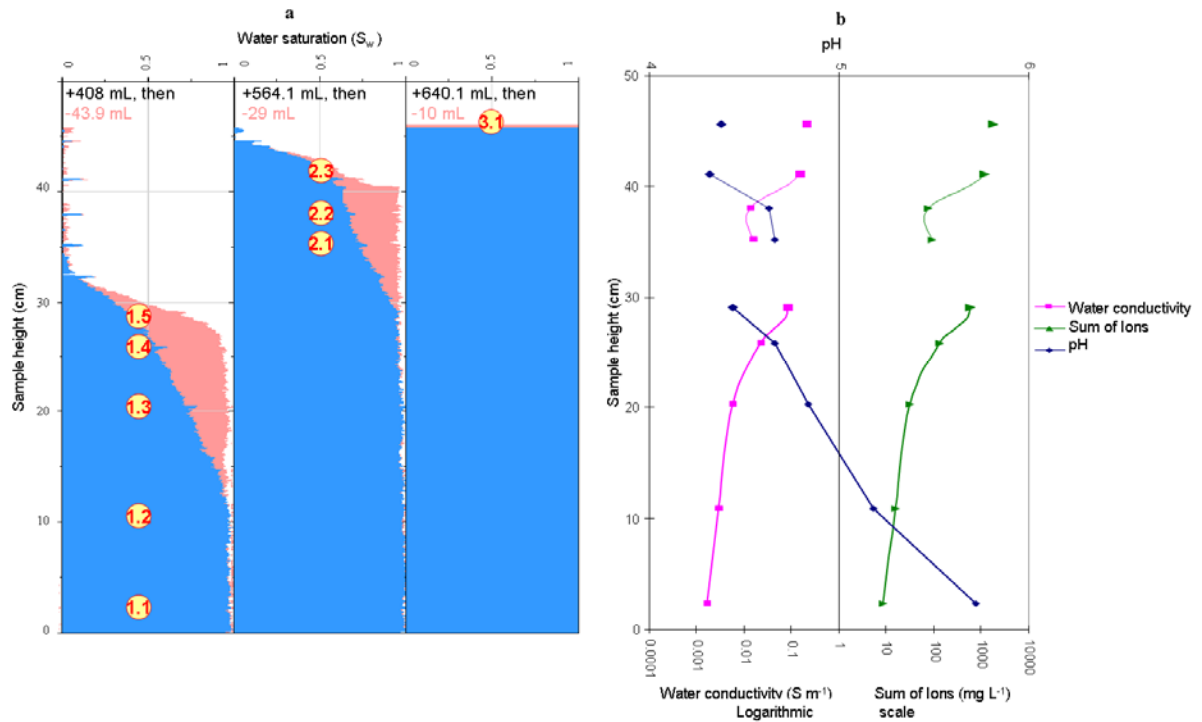 a
Water saturation (Sw)
0 0.5 1 0 0.5 1 0 0.5 1
+408 mL, then
-43.9 mL
+564.1 mL, then
-29 mL
+640.1 mL, then
-10 mL
3.1
2.3
2.2
2.1
1.5
1.4
1.3
1.2
1.1
Sample height (cm)
40
30
20
10
0
b
pH
4 5 6
50
40
30
20
10
0
Sample height (cm)
0.0001 0.001 0.01 0.1 1 10 100 1000 10000
Water conductivity (S m-1) Sum of Ions (mg L-1)
Logarithmic scale
Water conductivity
Sum of Ions
pH